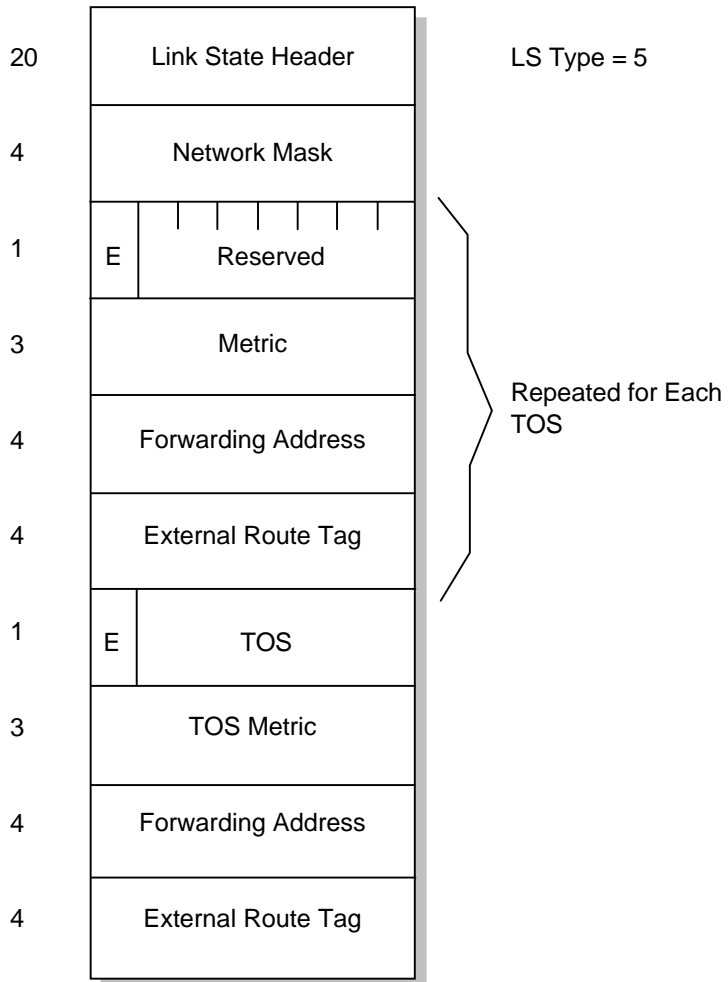 20 Link State Header LS Type = 5
4 Network Mask
1 E Reserved
3 Metric
Repeated for Each
TOS
4 Forwarding Address
4 External Route Tag
1 E TOS
3 TOS Metric
4 Forwarding Address
4 External Route Tag